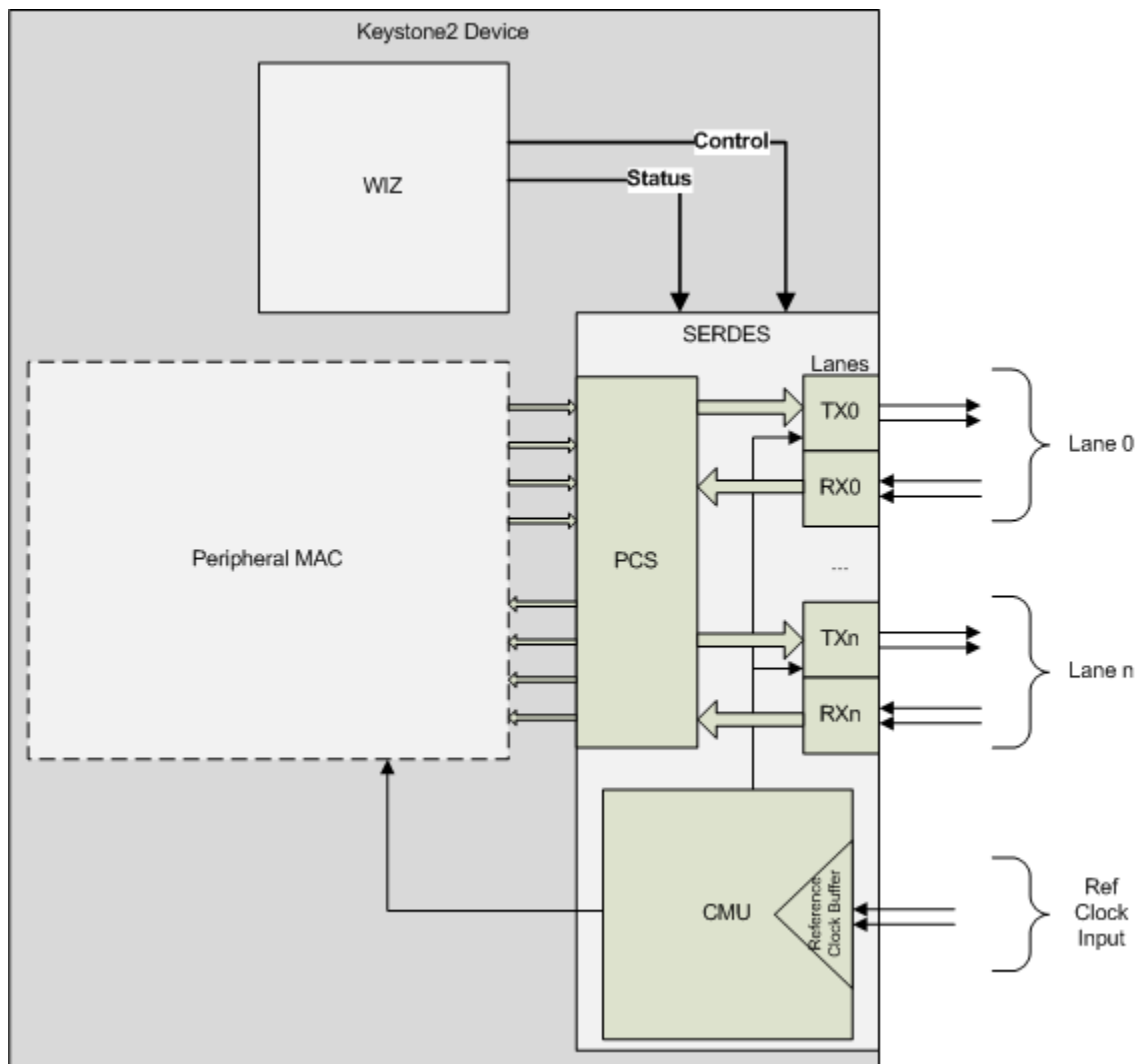 Keystone2 Device
WIZ
Control
Status
SERDES
Lanes
TX0
RX0
Lane 0
Peripheral MAC
PCS
...
TXn
RXn
Lane n
CMU
Reference
Clock Buffer
Ref
Clock
Input